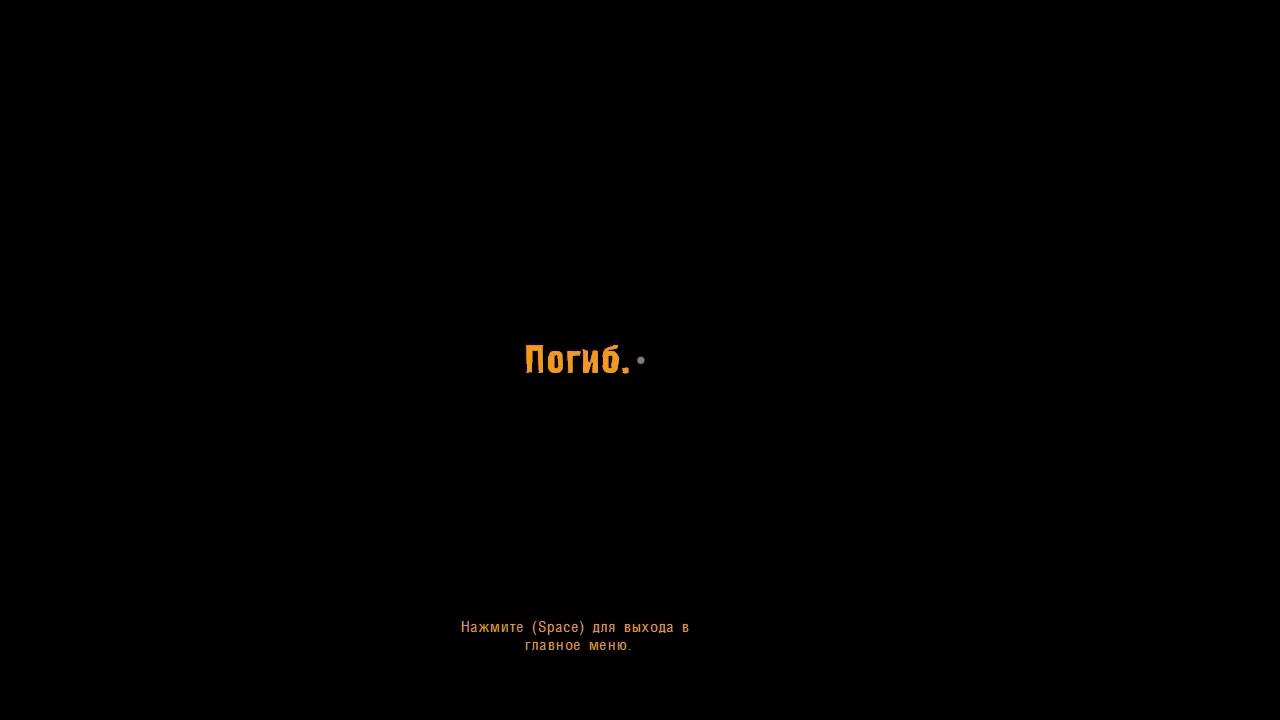 Погиб.
Нажмите (Space) для выхода в
главное меню.